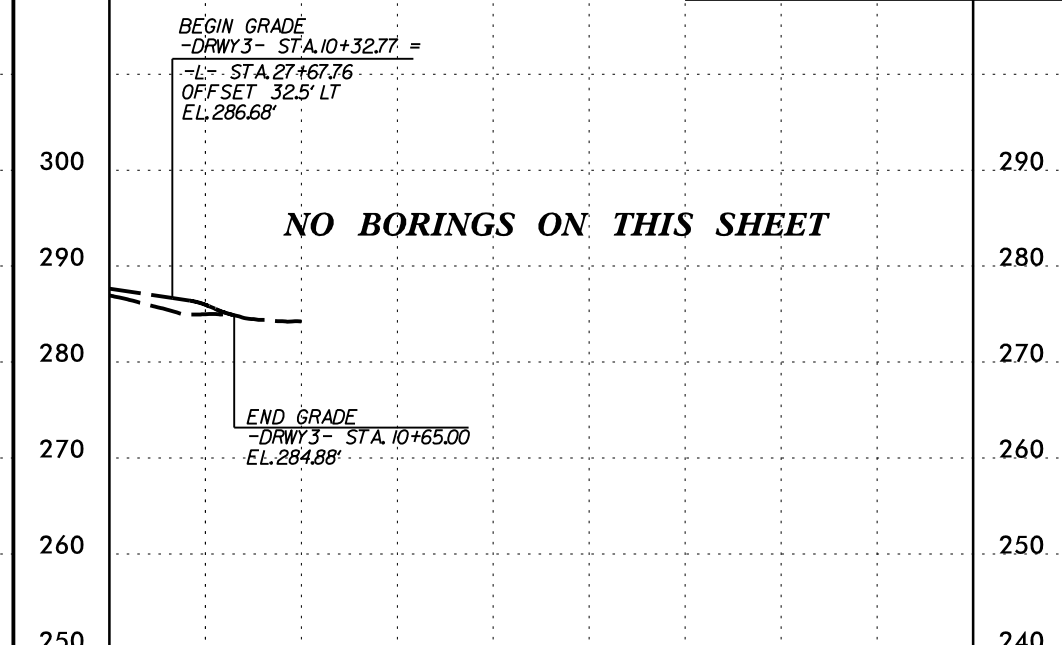 BEGIN GRADE
-DRWY3- STA.10+32.77 =
-L- STA.27+67.76
OFFSET 32.5' LT
EL.286.68'
300
290
NO BORINGS ON THIS SHEET
290
280
280
270
END GRADE
-DRWY3- STA.10+65.00
EL.284.88'
270
260
260
250
250
240